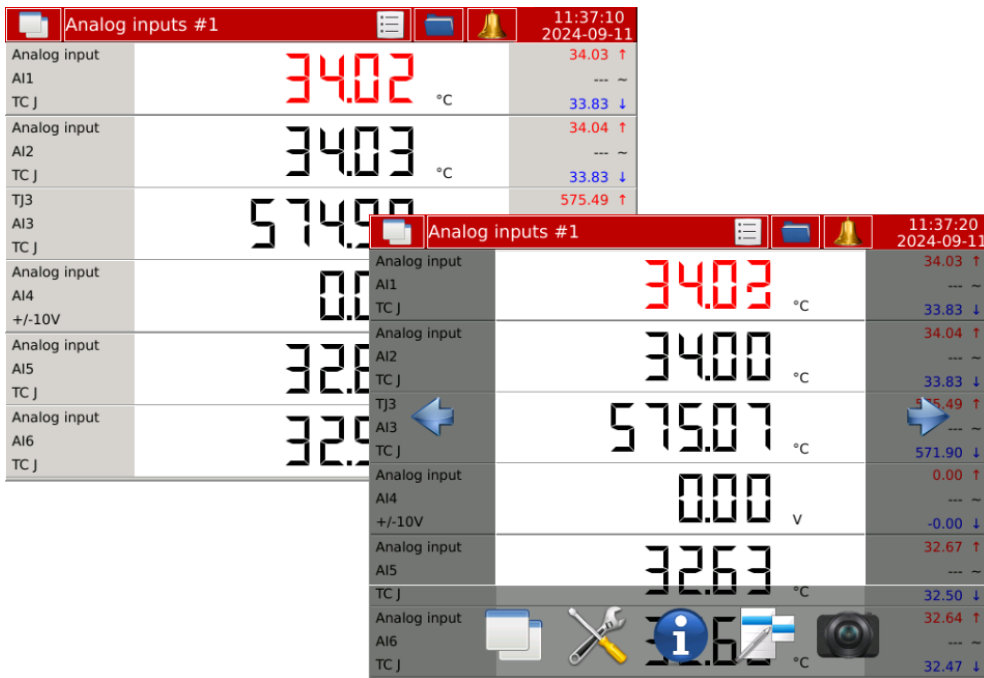 Analog inputs #1
11:37:10
2024-09-11
Analog input
AI1
TC J
34.02 °C
34.03 ↑
--- ~
33.83 ↓
Analog input
AI2
TC J
34.03 °C
34.04 ↑
--- ~
33.83 ↓
TJ3
AI3
TC J
575.49 ↑
Analog input
AI4
+/-10V
Analog input
AI5
TC J
Analog input
AI6
TC J
Analog inputs #1
11:37:20
2024-09-11
Analog input
AI1
TC J
34.02 °C
34.03 ↑
--- ~
33.83 ↓
Analog input
AI2
TC J
34.00 °C
34.04 ↑
--- ~
33.83 ↓
TJ3
AI3
TC J
575.07 °C
--- ~
571.90 ↓
Analog input
AI4
+/-10V
0.00 V
0.00 ↑
--- ~
-0.00 ↓
Analog input
AI5
TC J
32.63 °C
32.67 ↑
--- ~
32.50 ↓
Analog input
AI6
TC J
°C
32.64 ↑
--- ~
32.47 ↓